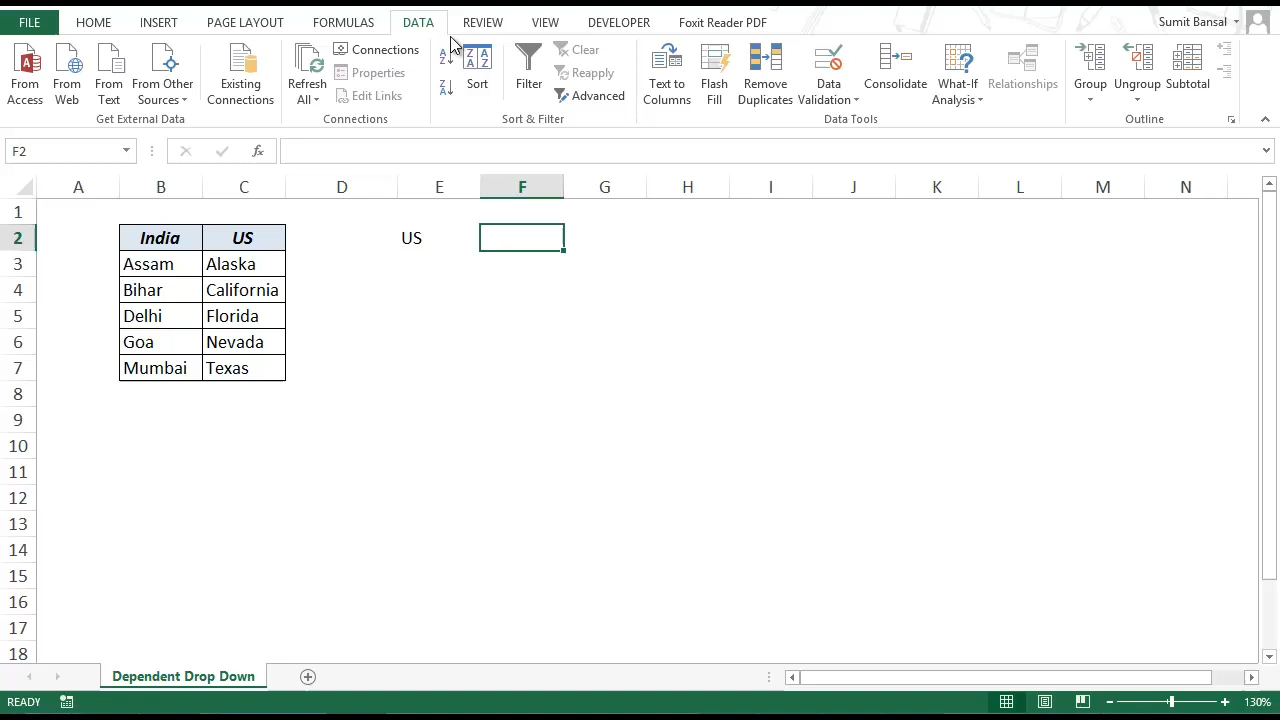 FILE HOME INSERT PAGE LAYOUT FORMULAS DATA REVIEW VIEW DEVELOPER Foxit Reader PDF Sumit Bansal
From Access
From Web
From Text
From Other Sources
Existing Connections
Get External Data
Refresh All
Connections
Properties
Edit Links
Connections
Sort
Filter
Clear
Reapply
Advanced
Sort & Filter
Text to Columns
Flash Fill
Remove Duplicates
Data Validation
Consolidate
What-If Analysis
Relationships
Data Tools
Group
Ungroup
Subtotal
Outline
F2 fx
A B C D E F G H I J K L M N
1
2 India US US
3 Assam Alaska
4 Bihar California
5 Delhi Florida
6 Goa Nevada
7 Mumbai Texas
8
9
10
11
12
13
14
15
16
17
18
Dependent Drop Down
READY 130%